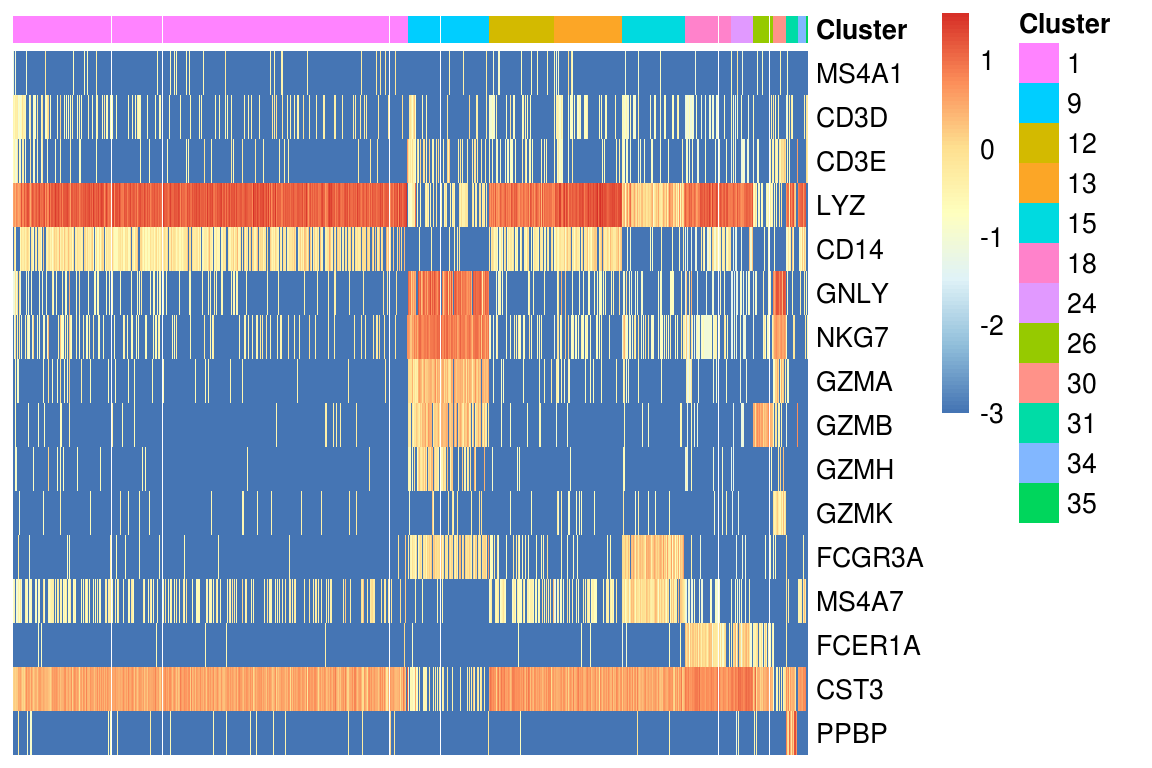 Cluster
MS4A1
CD3D
CD3E
LYZ
CD14
GNLY
NKG7
GZMA
GZMB
GZMH
GZMK
FCGR3A
MS4A7
FCER1A
CST3
PPBP
1
0
-1
-2
-3
Cluster
1
9
12
13
15
18
24
26
30
31
34
35